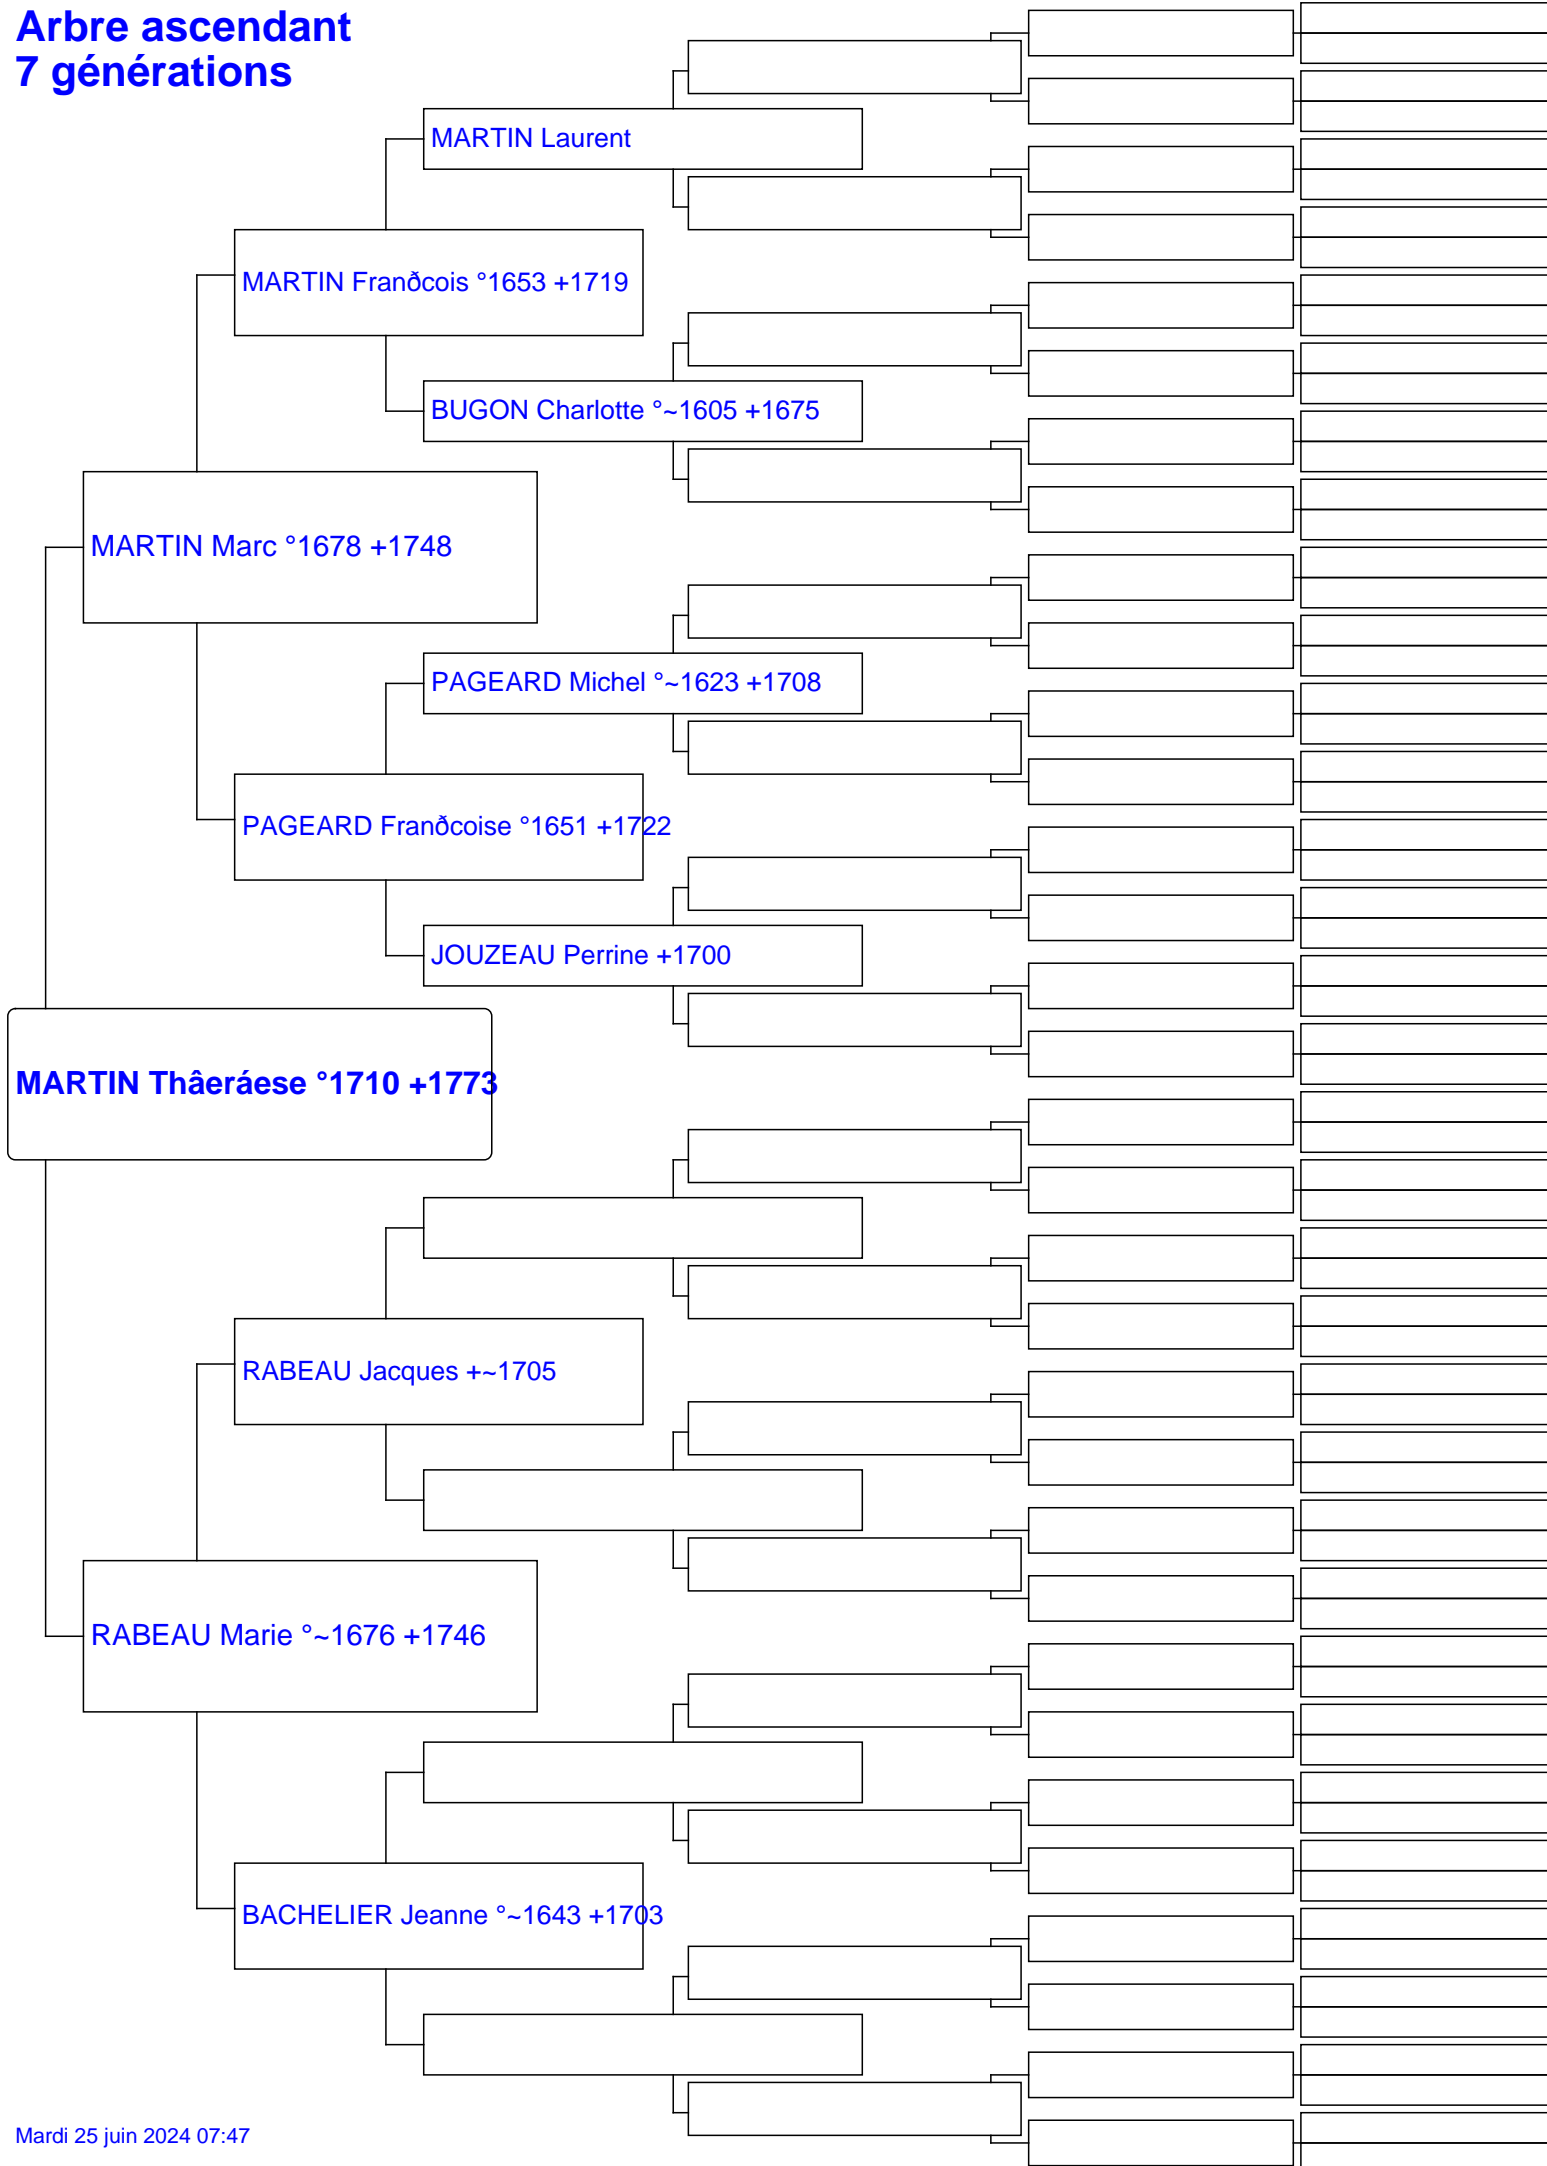 Arbre ascendant
7 générations
MARTIN Laurent
MARTIN Franðcois °1653 +1719
BUGON Charlotte °~1605 +1675
MARTIN Marc °1678 +1748
PAGEARD Michel °~1623 +1708
PAGEARD Franðcoise °1651 +1722
JOUZEAU Perrine +1700
MARTIN Thâeráese °1710 +1773
RABEAU Jacques +~1705
RABEAU Marie °~1676 +1746
BACHELIER Jeanne °~1643 +1703
Mardi 25 juin 2024 07:47